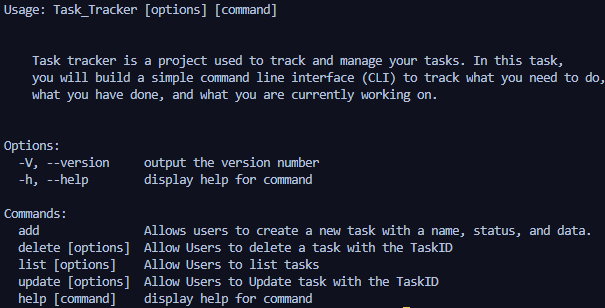 Usage: Task_Tracker [options] [command]
Task tracker is a project used to track and manage your tasks. In this task,
you will build a simple command line interface (CLI) to track what you need to do,
what you have done, and what you are currently working on.
Options:
-V, --version     output the version number
-h, --help        display help for command
Commands:
add               Allows users to create a new task with a name, status, and data.
delete [options]  Allow Users to delete a task with the TaskID
list [options]    Allow Users to list tasks
update [options]  Allow Users to Update task with the TaskID
help [command]    display help for command